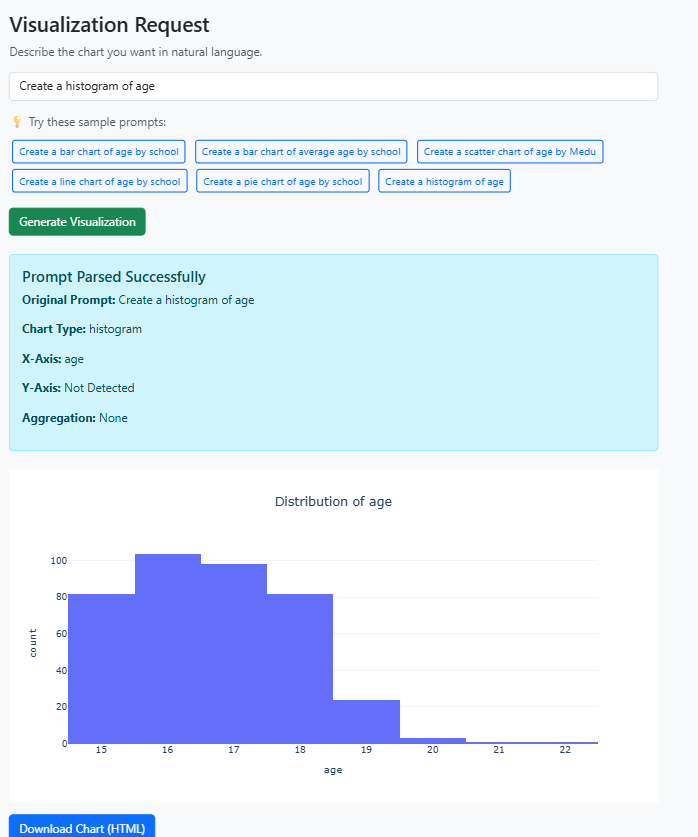 Visualization Request
Describe the chart you want in natural language.
Create a histogram of age
💡 Try these sample prompts:
Create a bar chart of age by school
Create a bar chart of average age by school
Create a scatter chart of age by Medu
Create a line chart of age by school
Create a pie chart of age by school
Create a histogram of age
Generate Visualization
Prompt Parsed Successfully
Original Prompt: Create a histogram of age
Chart Type: histogram
X-Axis: age
Y-Axis: Not Detected
Aggregation: None
Distribution of age
100
80
60
40
20
0
count
15 16 17 18 19 20 21 22
age
Download Chart (HTML)